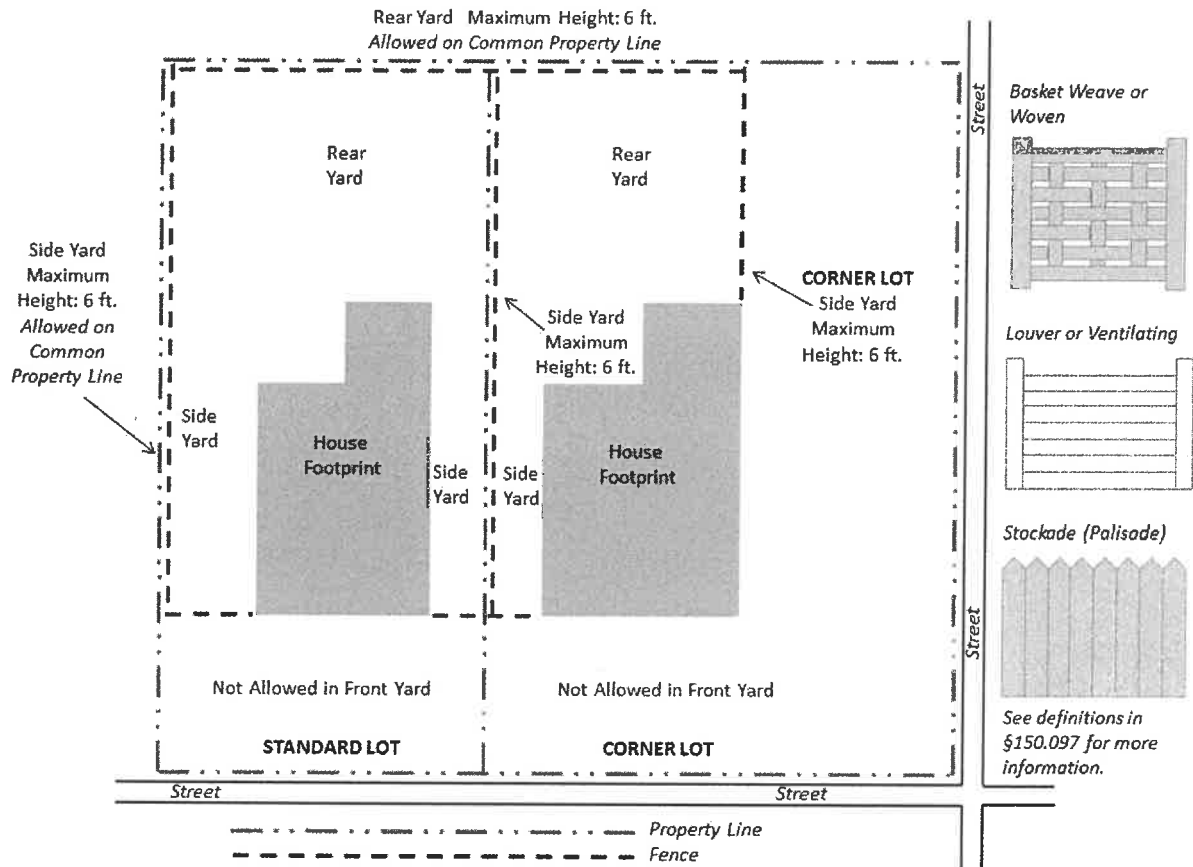 Rear Yard Maximum Height: 6 ft.
Allowed on Common Property Line
Street
Basket Weave or
Woven
Rear
Yard
Rear
Yard
Side Yard
Maximum
Height: 6 ft.
Allowed on
Common
Property Line
CORNER LOT
Side Yard
Maximum
Height: 6 ft.
Side Yard
Maximum
Height: 6 ft.
Louver or Ventilating
Side
Yard
House
Footprint
Side
Yard
Side
Yard
House
Footprint
Stockade (Palisade)
Street
Not Allowed in Front Yard
Not Allowed in Front Yard
See definitions in
§150.097 for more
information.
STANDARD LOT
CORNER LOT
Street
Street
Property Line
Fence